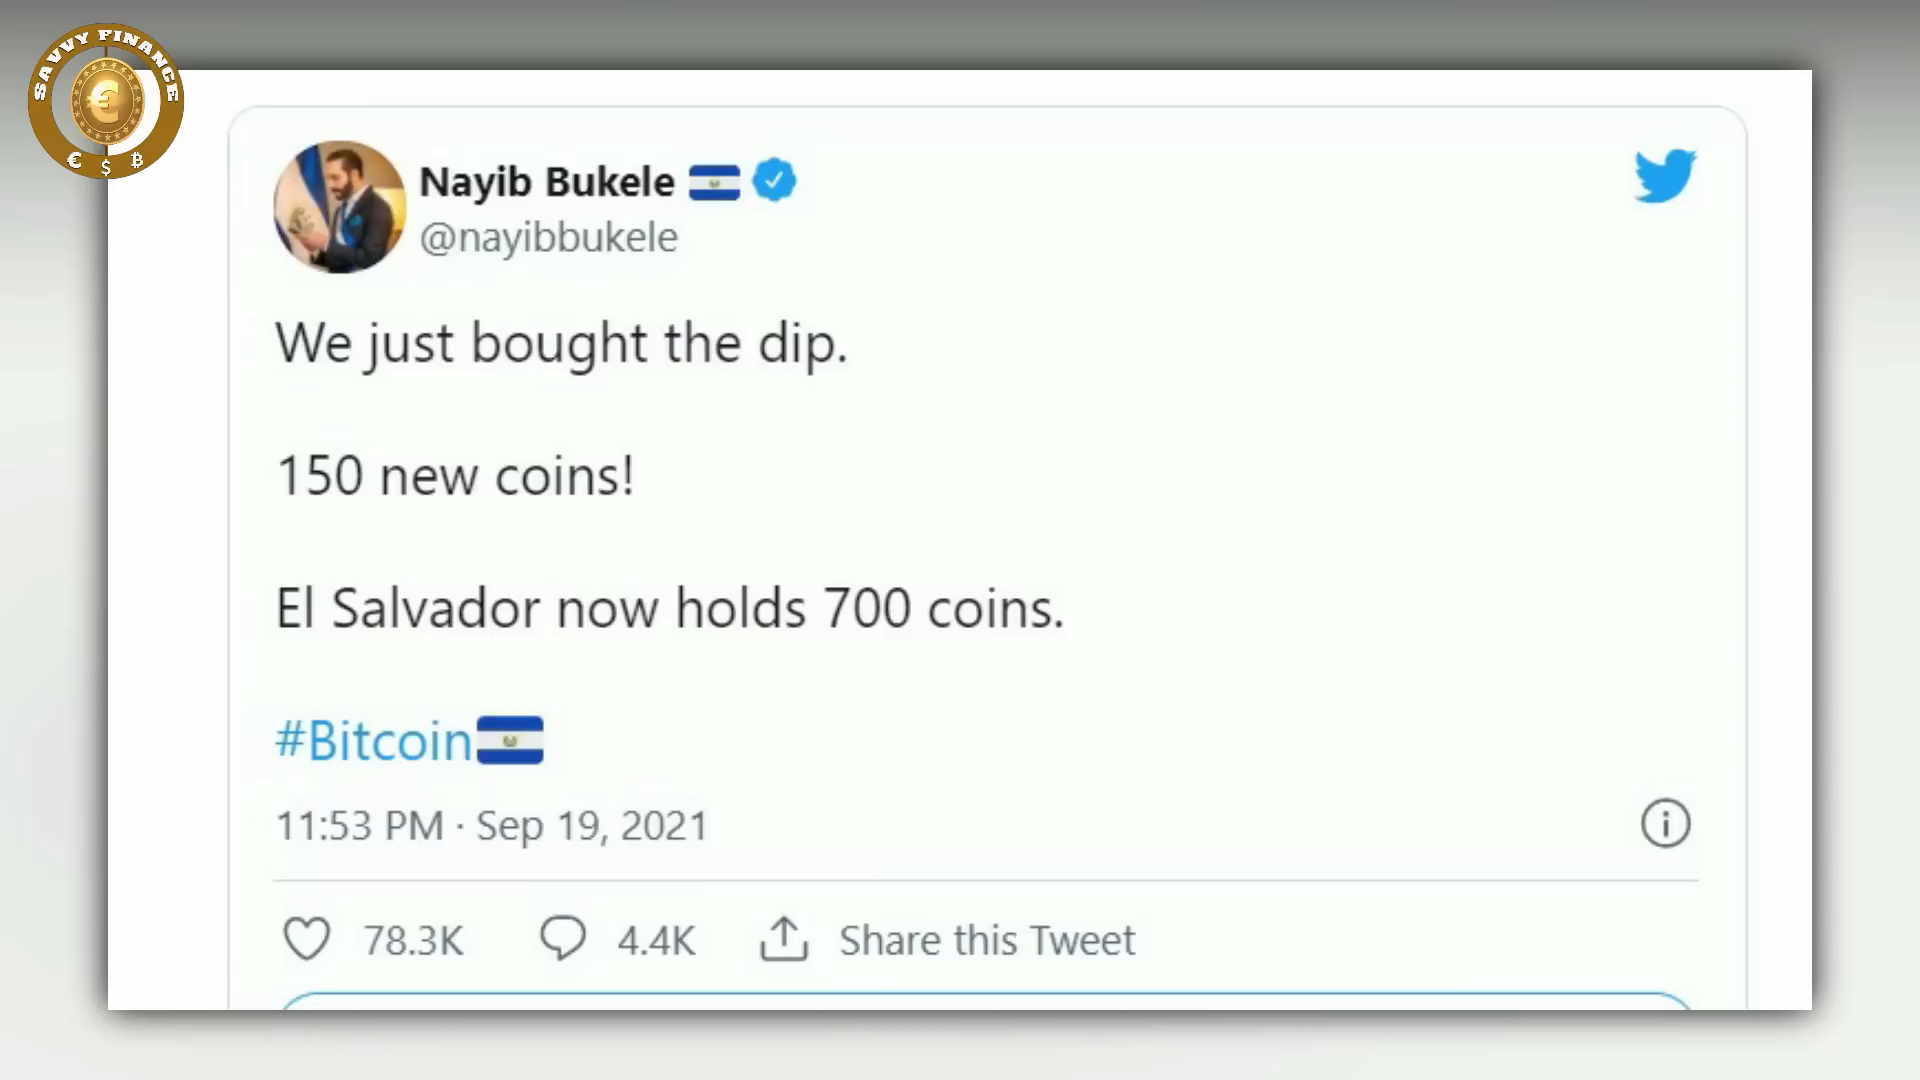 SAVVY FINANCE
€ $ ₿
Nayib Bukele
@nayibbukele
We just bought the dip.
150 new coins!
El Salvador now holds 700 coins.
#Bitcoin
11:53 PM · Sep 19, 2021
78.3K 4.4K Share this Tweet